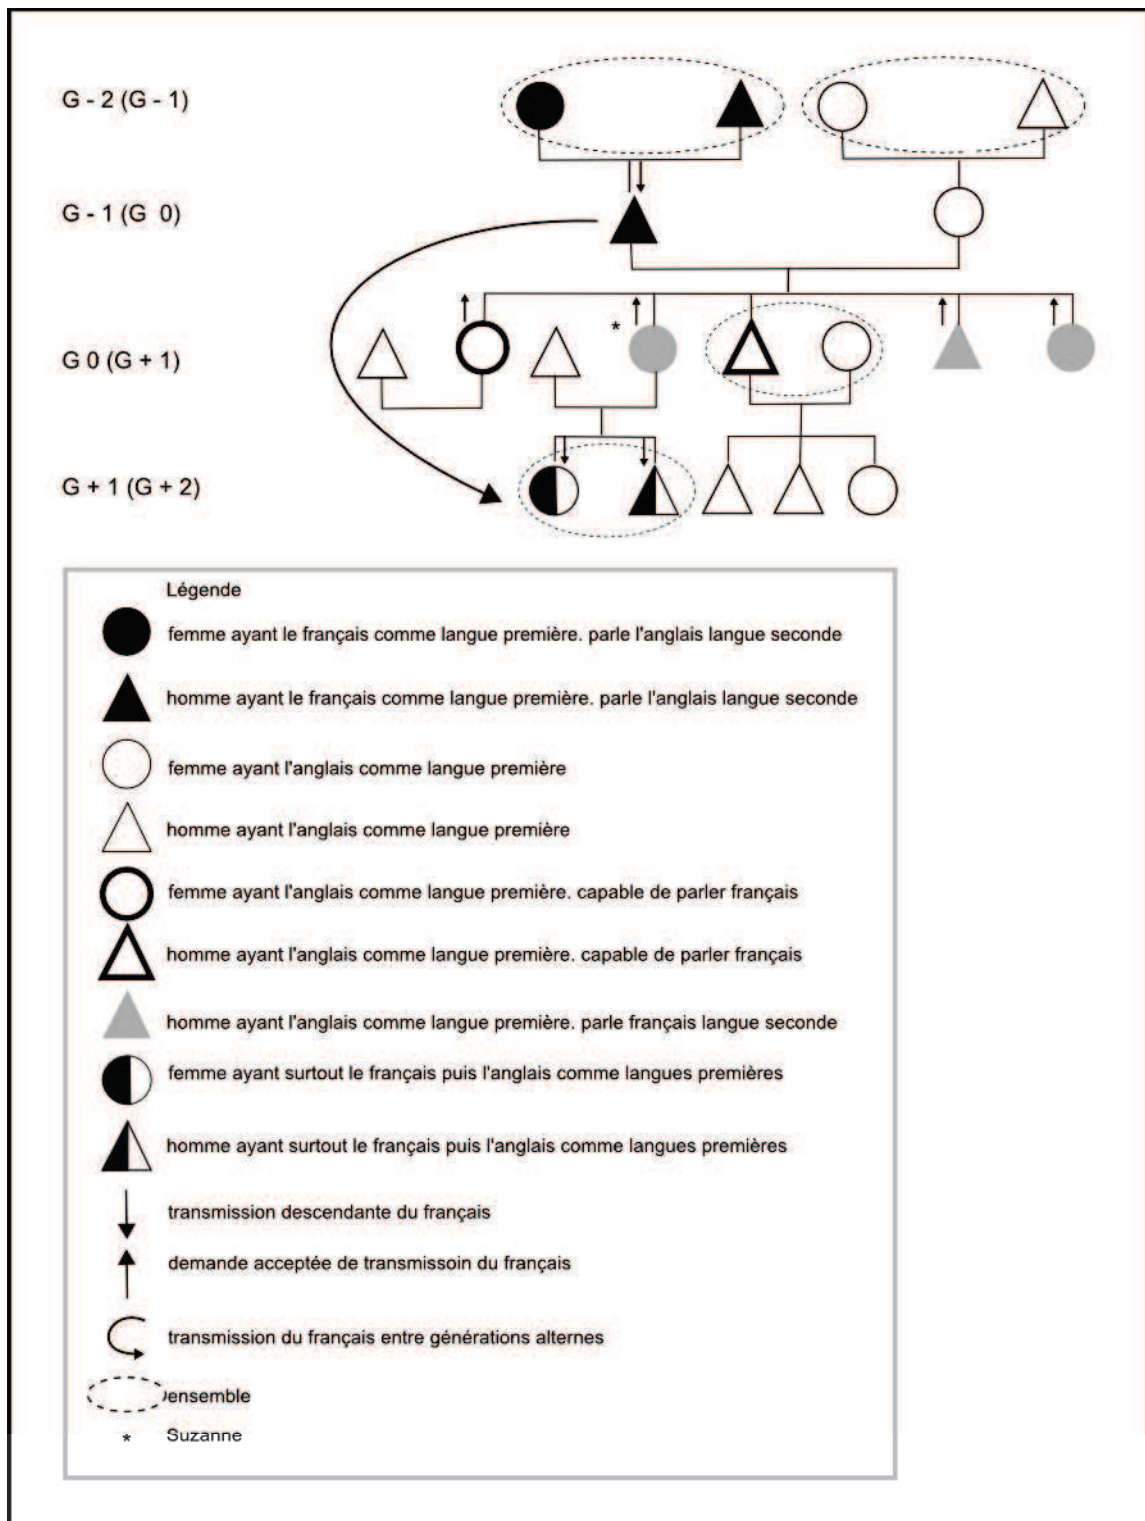 G - 2 (G - 1)
G - 1 (G 0)
*
G 0 (G + 1)
G + 1 (G + 2)
Légende
femme ayant le français comme langue première. parle l'anglais langue seconde
homme ayant le français comme langue première. parle l'anglais langue seconde
femme ayant l'anglais comme langue première
homme ayant l'anglais comme langue première
femme ayant l'anglais comme langue première. capable de parler français
homme ayant l'anglais comme langue première. capable de parler français
homme ayant l'anglais comme langue première. parle français langue seconde
femme ayant surtout le français puis l'anglais comme langues premières
homme ayant surtout le français puis l'anglais comme langues premières
transmission descendante du français
demande acceptée de transmissoin du français
transmission du français entre générations alternes
ensemble
* Suzanne